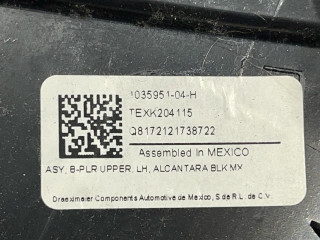 1035951-04-H
TEXK204115
Q8172121738722
Assembled In MEXICO
ASY, B-PLR UPPER, LH, ALCANTARA BLK MX
Draexlmaier Components Automotive de Mexico, S de R.L. de C.V.